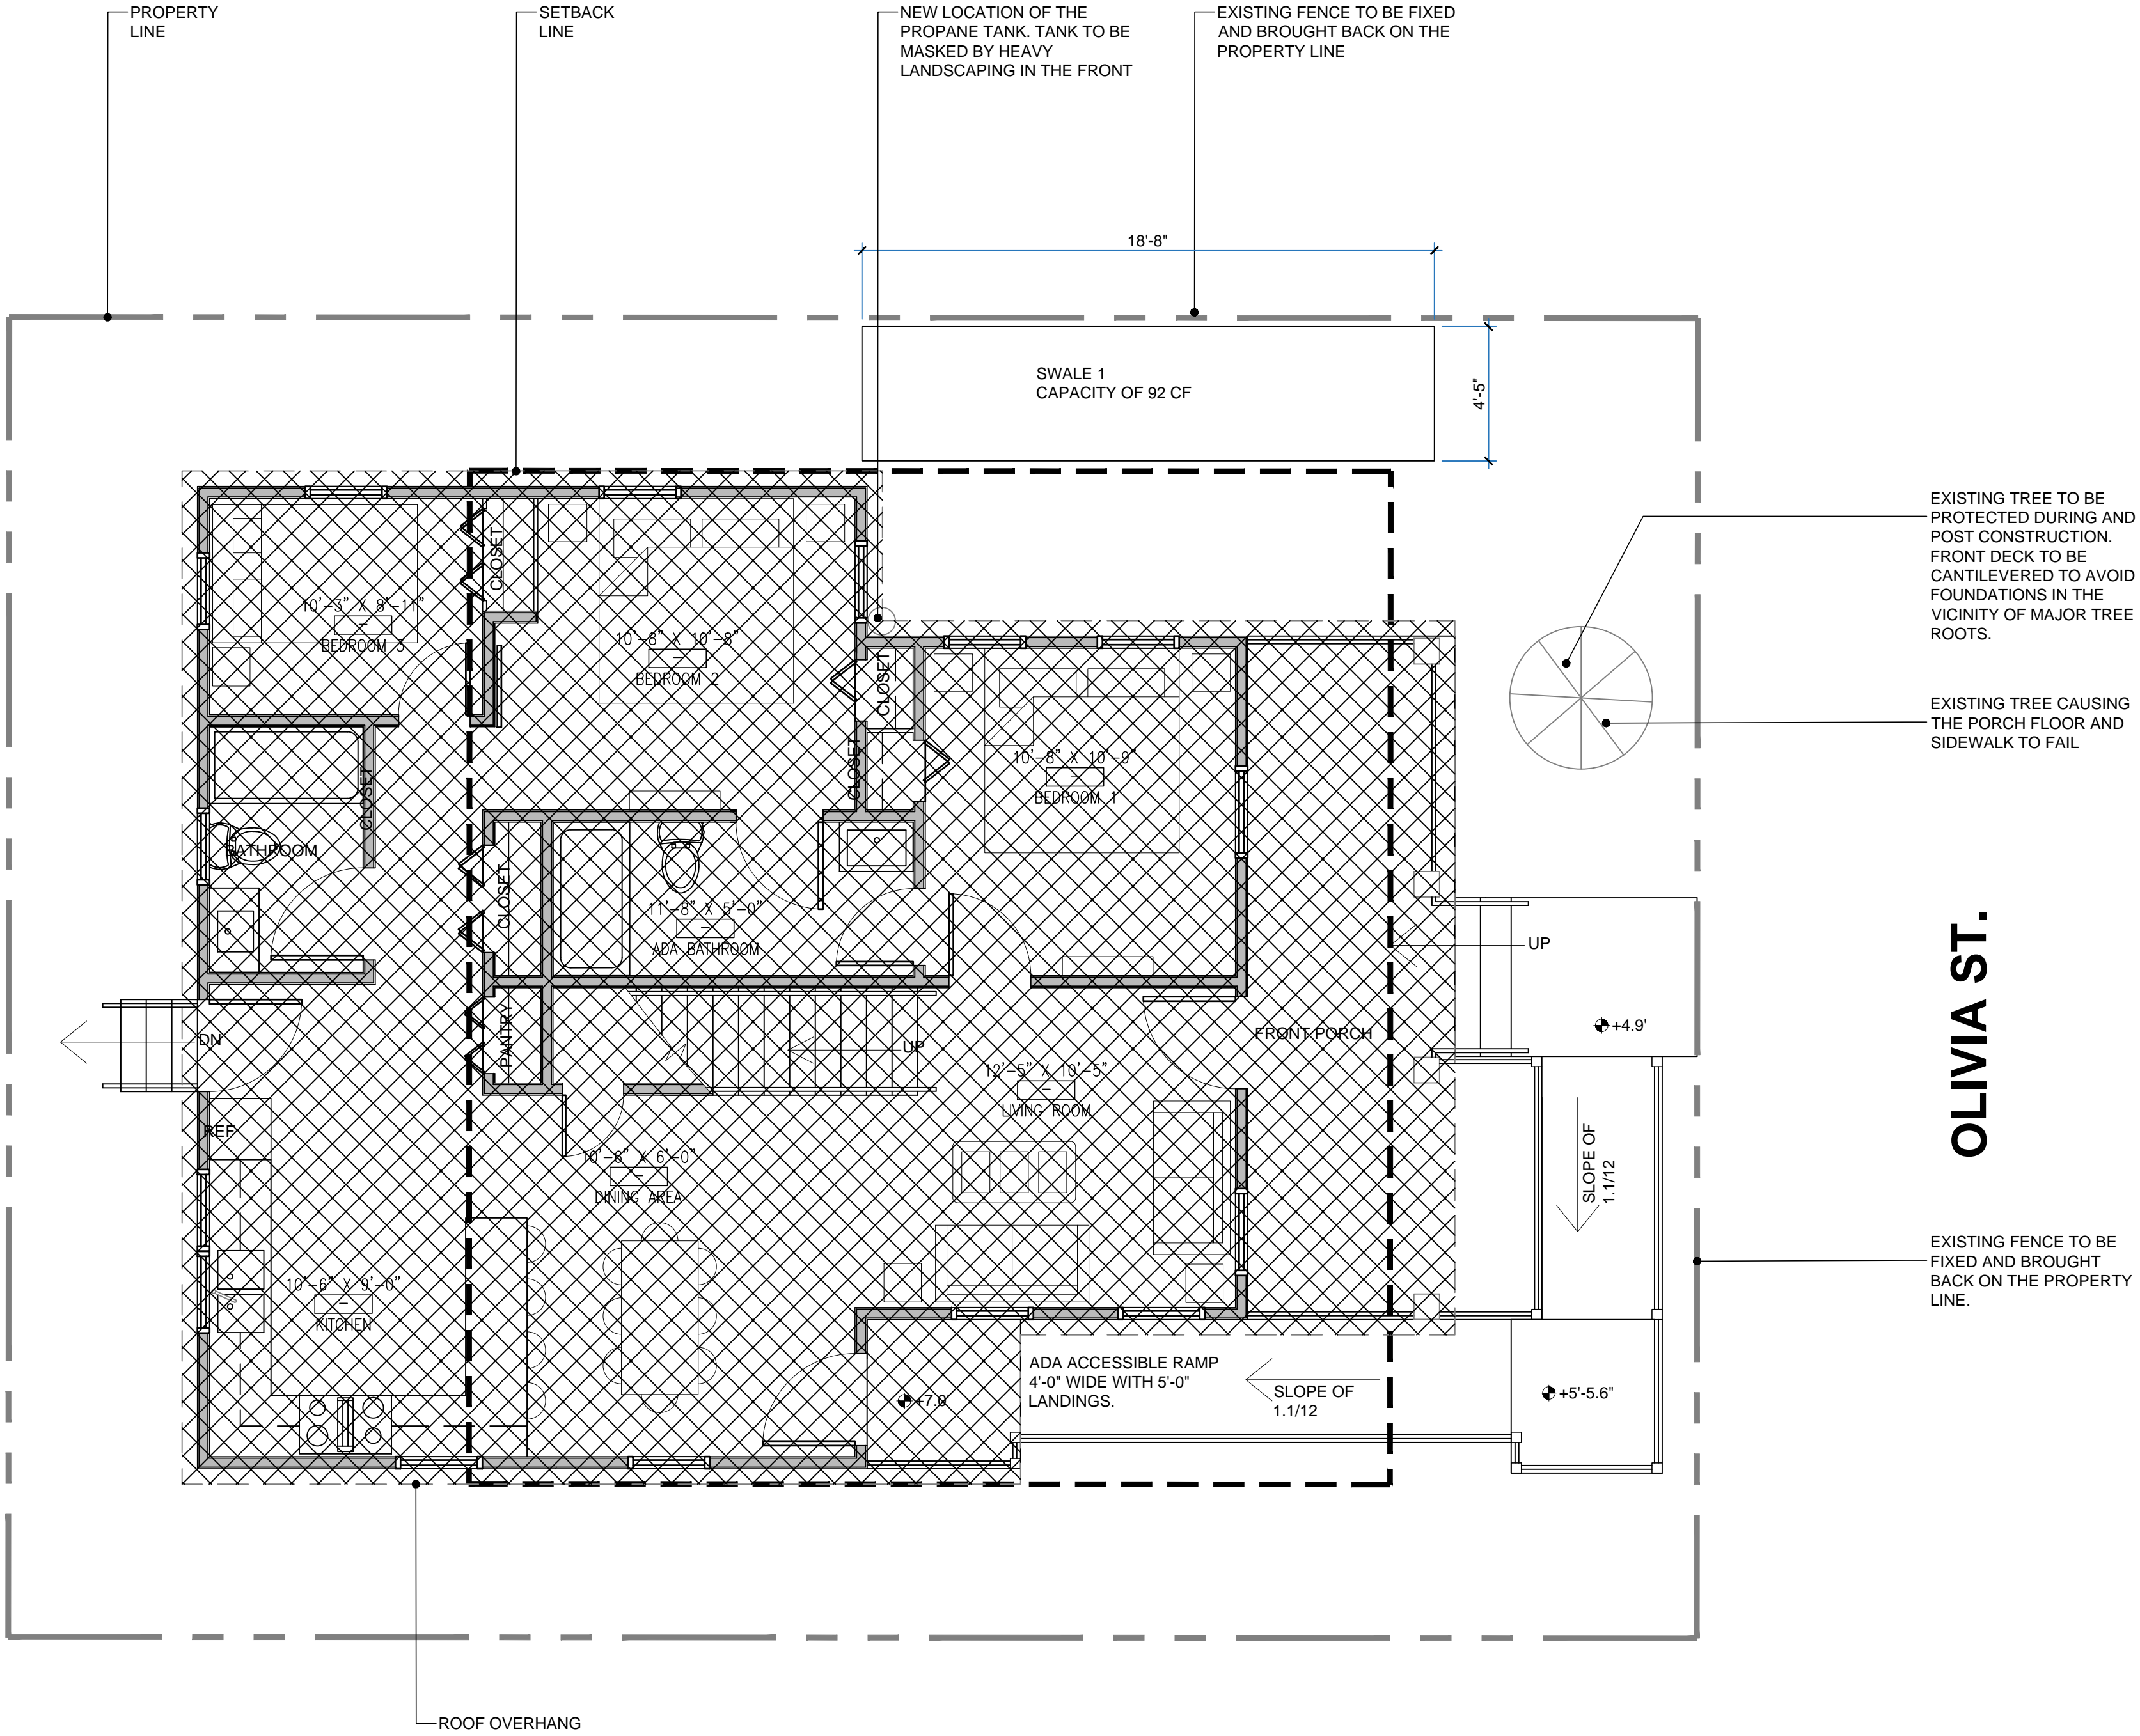 PROPERTY
LINE
SETBACK
LINE
NEW LOCATION OF THE
PROPANE TANK. TANK TO BE
MASKED BY HEAVY
LANDSCAPING IN THE FRONT
EXISTING FENCE TO BE FIXED
AND BROUGHT BACK ON THE
PROPERTY LINE
18'-8"
SWALE 1
CAPACITY OF 92 CF
4'-5"
EXISTING TREE TO BE
PROTECTED DURING AND
POST CONSTRUCTION.
FRONT DECK TO BE
CANTILEVERED TO AVOID
FOUNDATIONS IN THE
VICINITY OF MAJOR TREE
ROOTS.
EXISTING TREE CAUSING
THE PORCH FLOOR AND
SIDEWALK TO FAIL
CLOSET
10'-3" X 8'-11"
BEDROOM 3
10'-8" X 10'-8"
BEDROOM 2
CLOSET
CLOSET
CLOSET
10'-8" X 10'-9"
BEDROOM 1
BATHROOM
CLOSET
11'-8" X 5'-0"
ADA BATHROOM
UP
+4.9'
OLIVIA ST.
DN
PANTRY
UP
FRONT PORCH
12'-5" X 10'-5"
LIVING ROOM
REF
10'-6" X 6'-0"
DINING AREA
SLOPE OF
1.1/12
EXISTING FENCE TO BE
FIXED AND BROUGHT
BACK ON THE PROPERTY
LINE.
10'-6" X 9'-0"
KITCHEN
ADA ACCESSIBLE RAMP
4'-0" WIDE WITH 5'-0"
LANDINGS.
SLOPE OF
1.1/12
+7.0'
+5'-5.6"
ROOF OVERHANG